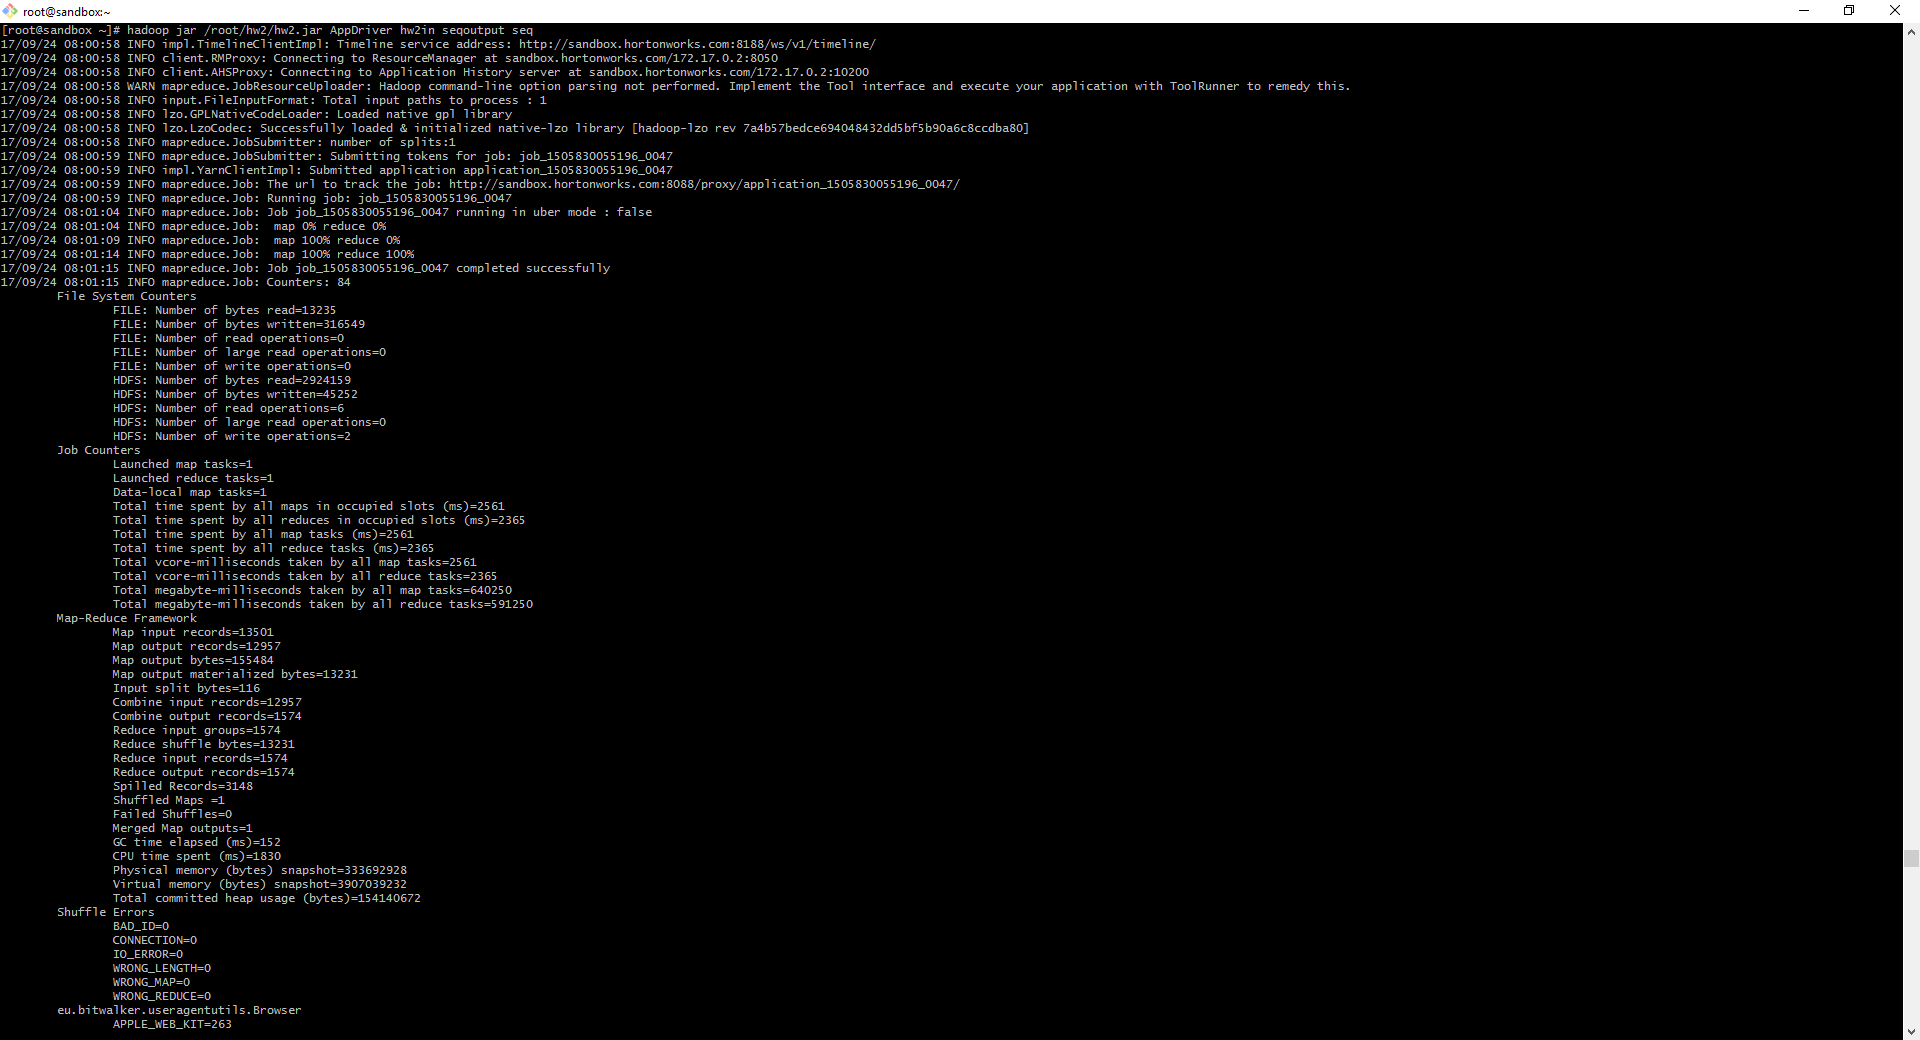 root@sandbox:~
[root@sandbox ~]# hadoop jar /root/hw2/hw2.jar AppDriver hw2in seqoutput seq
17/09/24 08:00:58 INFO impl.TimelineClientImpl: Timeline service address: http://sandbox.hortonworks.com:8188/ws/v1/timeline/
17/09/24 08:00:58 INFO client.RMProxy: Connecting to ResourceManager at sandbox.hortonworks.com/172.17.0.2:8050
17/09/24 08:00:58 INFO client.AHSProxy: Connecting to Application History server at sandbox.hortonworks.com/172.17.0.2:10200
17/09/24 08:00:58 WARN mapreduce.JobResourceUploader: Hadoop command-line option parsing not performed. Implement the Tool interface and execute your application with ToolRunner to remedy this.
17/09/24 08:00:58 INFO input.FileInputFormat: Total input paths to process : 1
17/09/24 08:00:58 INFO lzo.GPLNativeCodeLoader: Loaded native gpl library
17/09/24 08:00:58 INFO lzo.LzoCodec: Successfully loaded & initialized native-lzo library [hadoop-lzo rev 7a4b57bedce694048432dd5bf5b90a6c8ccdba80]
17/09/24 08:00:58 INFO mapreduce.JobSubmitter: number of splits:1
17/09/24 08:00:59 INFO mapreduce.JobSubmitter: Submitting tokens for job: job_1505830055196_0047
17/09/24 08:00:59 INFO impl.YarnClientImpl: Submitted application application_1505830055196_0047
17/09/24 08:00:59 INFO mapreduce.Job: The url to track the job: http://sandbox.hortonworks.com:8088/proxy/application_1505830055196_0047/
17/09/24 08:00:59 INFO mapreduce.Job: Running job: job_1505830055196_0047
17/09/24 08:01:04 INFO mapreduce.Job: Job job_1505830055196_0047 running in uber mode : false
17/09/24 08:01:04 INFO mapreduce.Job:  map 0% reduce 0%
17/09/24 08:01:09 INFO mapreduce.Job:  map 100% reduce 0%
17/09/24 08:01:14 INFO mapreduce.Job:  map 100% reduce 100%
17/09/24 08:01:15 INFO mapreduce.Job: Job job_1505830055196_0047 completed successfully
17/09/24 08:01:15 INFO mapreduce.Job: Counters: 84
File System Counters
FILE: Number of bytes read=13235
FILE: Number of bytes written=316549
FILE: Number of read operations=0
FILE: Number of large read operations=0
FILE: Number of write operations=0
HDFS: Number of bytes read=2924159
HDFS: Number of bytes written=45252
HDFS: Number of read operations=6
HDFS: Number of large read operations=0
HDFS: Number of write operations=2
Job Counters
Launched map tasks=1
Launched reduce tasks=1
Data-local map tasks=1
Total time spent by all maps in occupied slots (ms)=2561
Total time spent by all reduces in occupied slots (ms)=2365
Total time spent by all map tasks (ms)=2561
Total time spent by all reduce tasks (ms)=2365
Total vcore-milliseconds taken by all map tasks=2561
Total vcore-milliseconds taken by all reduce tasks=2365
Total megabyte-milliseconds taken by all map tasks=640250
Total megabyte-milliseconds taken by all reduce tasks=591250
Map-Reduce Framework
Map input records=13501
Map output records=12957
Map output bytes=155484
Map output materialized bytes=13231
Input split bytes=116
Combine input records=12957
Combine output records=1574
Reduce input groups=1574
Reduce shuffle bytes=13231
Reduce input records=1574
Reduce output records=1574
Spilled Records=3148
Shuffled Maps =1
Failed Shuffles=0
Merged Map outputs=1
GC time elapsed (ms)=152
CPU time spent (ms)=1830
Physical memory (bytes) snapshot=333692928
Virtual memory (bytes) snapshot=3907039232
Total committed heap usage (bytes)=154140672
Shuffle Errors
BAD_ID=0
CONNECTION=0
IO_ERROR=0
WRONG_LENGTH=0
WRONG_MAP=0
WRONG_REDUCE=0
eu.bitwalker.useragentutils.Browser
APPLE_WEB_KIT=263